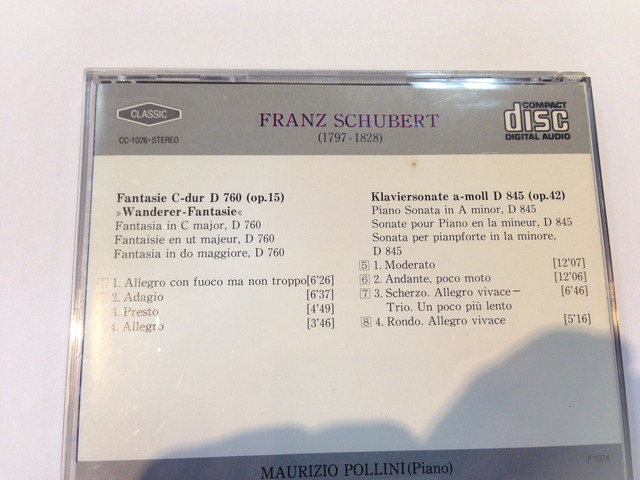 CLASSIC
CC-1026·STEREO
FRANZ SCHUBERT
(1797-1828)
COMPACT
disc
DIGITAL AUDIO
Fantasie C-dur D 760 (op.15)
»Wanderer-Fantasie«
Fantasia in C major, D 760
Fantaisie en ut majeur, D 760
Fantasia in do maggiore, D 760
1. Allegro con fuoco ma non troppo [6'26]
2. Adagio [6'37]
3. Presto [4'49]
4. Allegro [3'46]
Klaviersonate a-moll D 845 (op.42)
Piano Sonata in A minor, D 845
Sonate pour Piano en la mineur, D 845
Sonata per pianforte in la minore,
D 845
5 1. Moderato [12'07]
6 2. Andante, poco moto [12'06]
7 3. Scherzo. Allegro vivace– [6'46]
Trio. Un poco più lento
8 4. Rondo. Allegro vivace [5'16]
℗1974
MAURIZIO POLLINI (Piano)